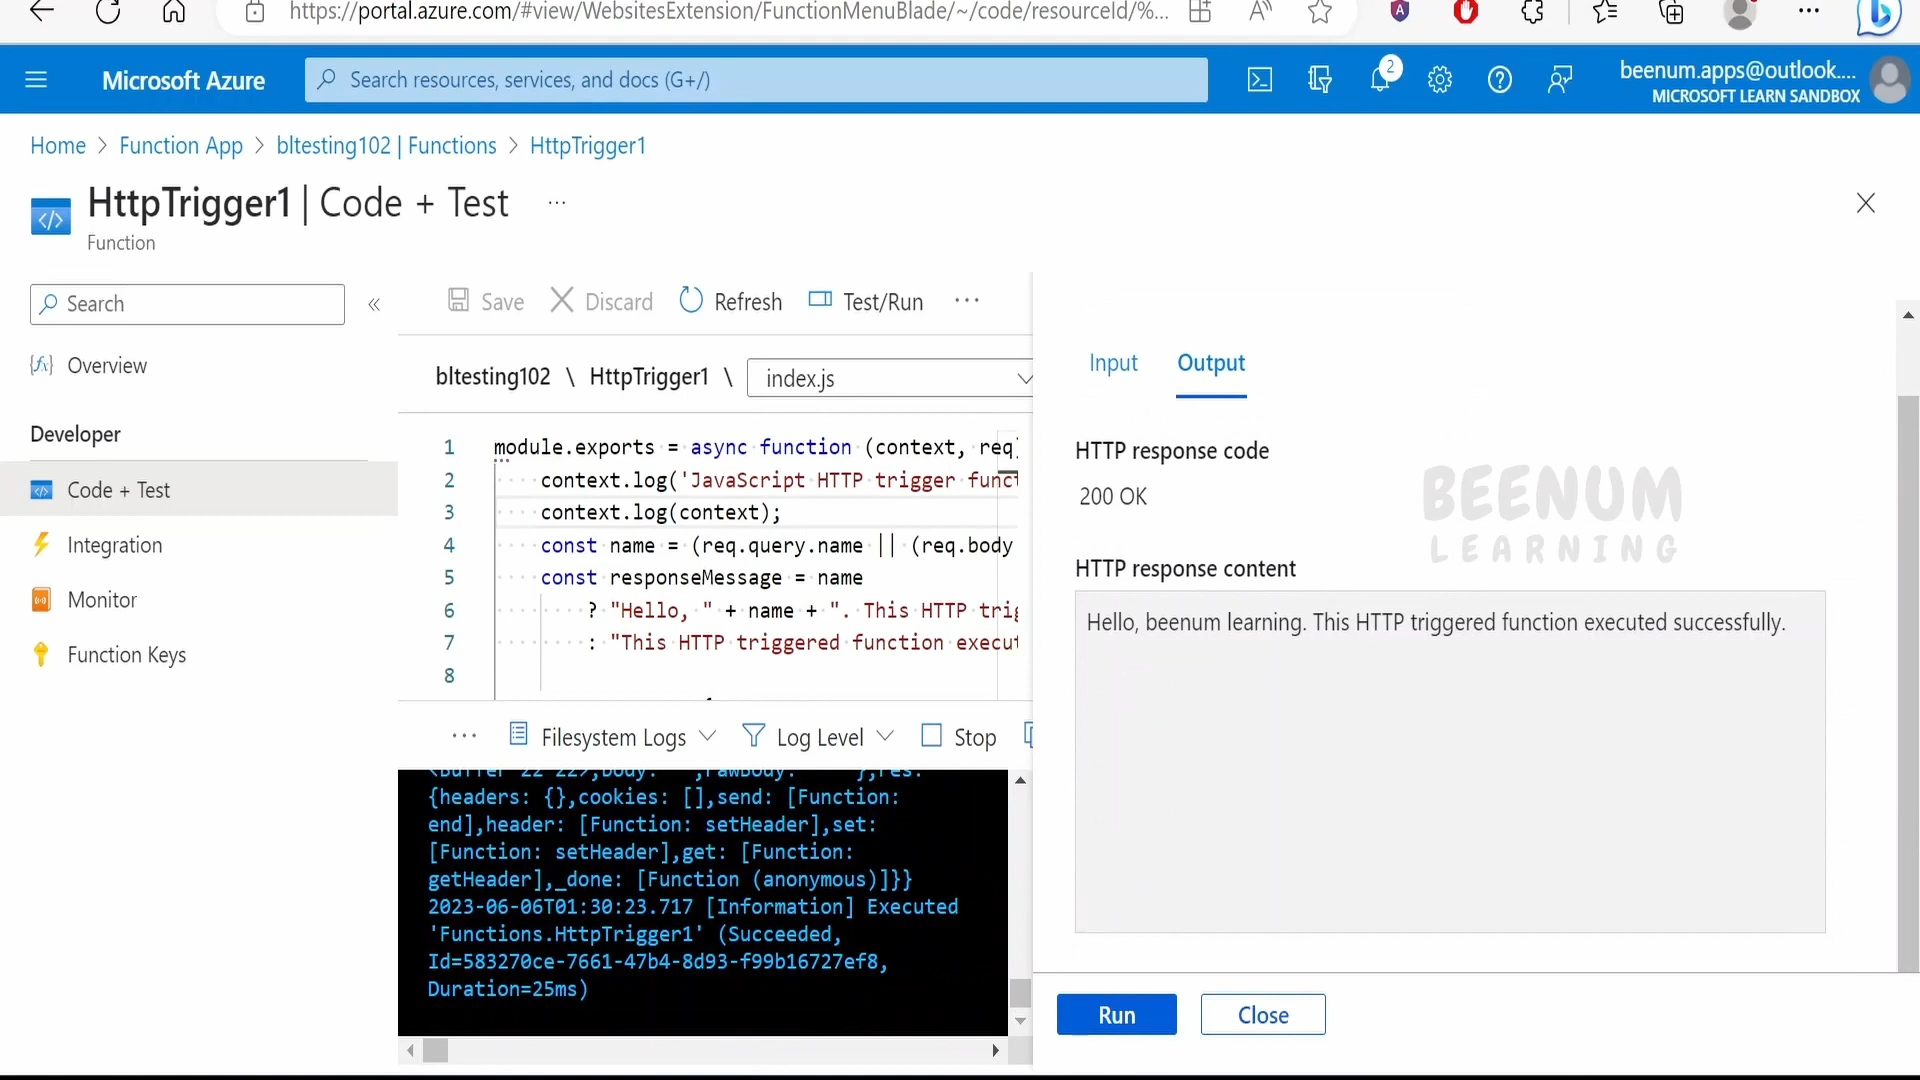 https://portal.azure.com/#view/WebsitesExtension/FunctionMenuBlade/~/code/resourceId/%...
Microsoft Azure
Search resources, services, and docs (G+/)
2
beenum.apps@outlook....
MICROSOFT LEARN SANDBOX
Home > Function App > bltesting102 | Functions > HttpTrigger1
HttpTrigger1 | Code + Test ...
Function
Search
«
Overview
Developer
Code + Test
Integration
Monitor
Function Keys
Save Discard Refresh Test/Run ...
bltesting102 \ HttpTrigger1 \ index.js
1 module.exports = async function (context, req)
2 context.log('JavaScript HTTP trigger funct
3 context.log(context);
4 const name = (req.query.name || (req.body
5 const responseMessage = name
6 ? "Hello, " + name + ". This HTTP trig
7 : "This HTTP triggered function execut
8
... Filesystem Logs Log Level Stop
{headers: {},cookies: [],send: [Function:
end],header: [Function: setHeader],set:
[Function: setHeader],get: [Function:
getHeader],_done: [Function (anonymous)]}}
2023-06-06T01:30:23.717 [Information] Executed
'Functions.HttpTrigger1' (Succeeded,
Id=583270ce-7661-47b4-8d93-f99b16727ef8,
Duration=25ms)
Input Output
HTTP response code
200 OK
BEENUM
LEARNING
HTTP response content
Hello, beenum learning. This HTTP triggered function executed successfully.
Run Close